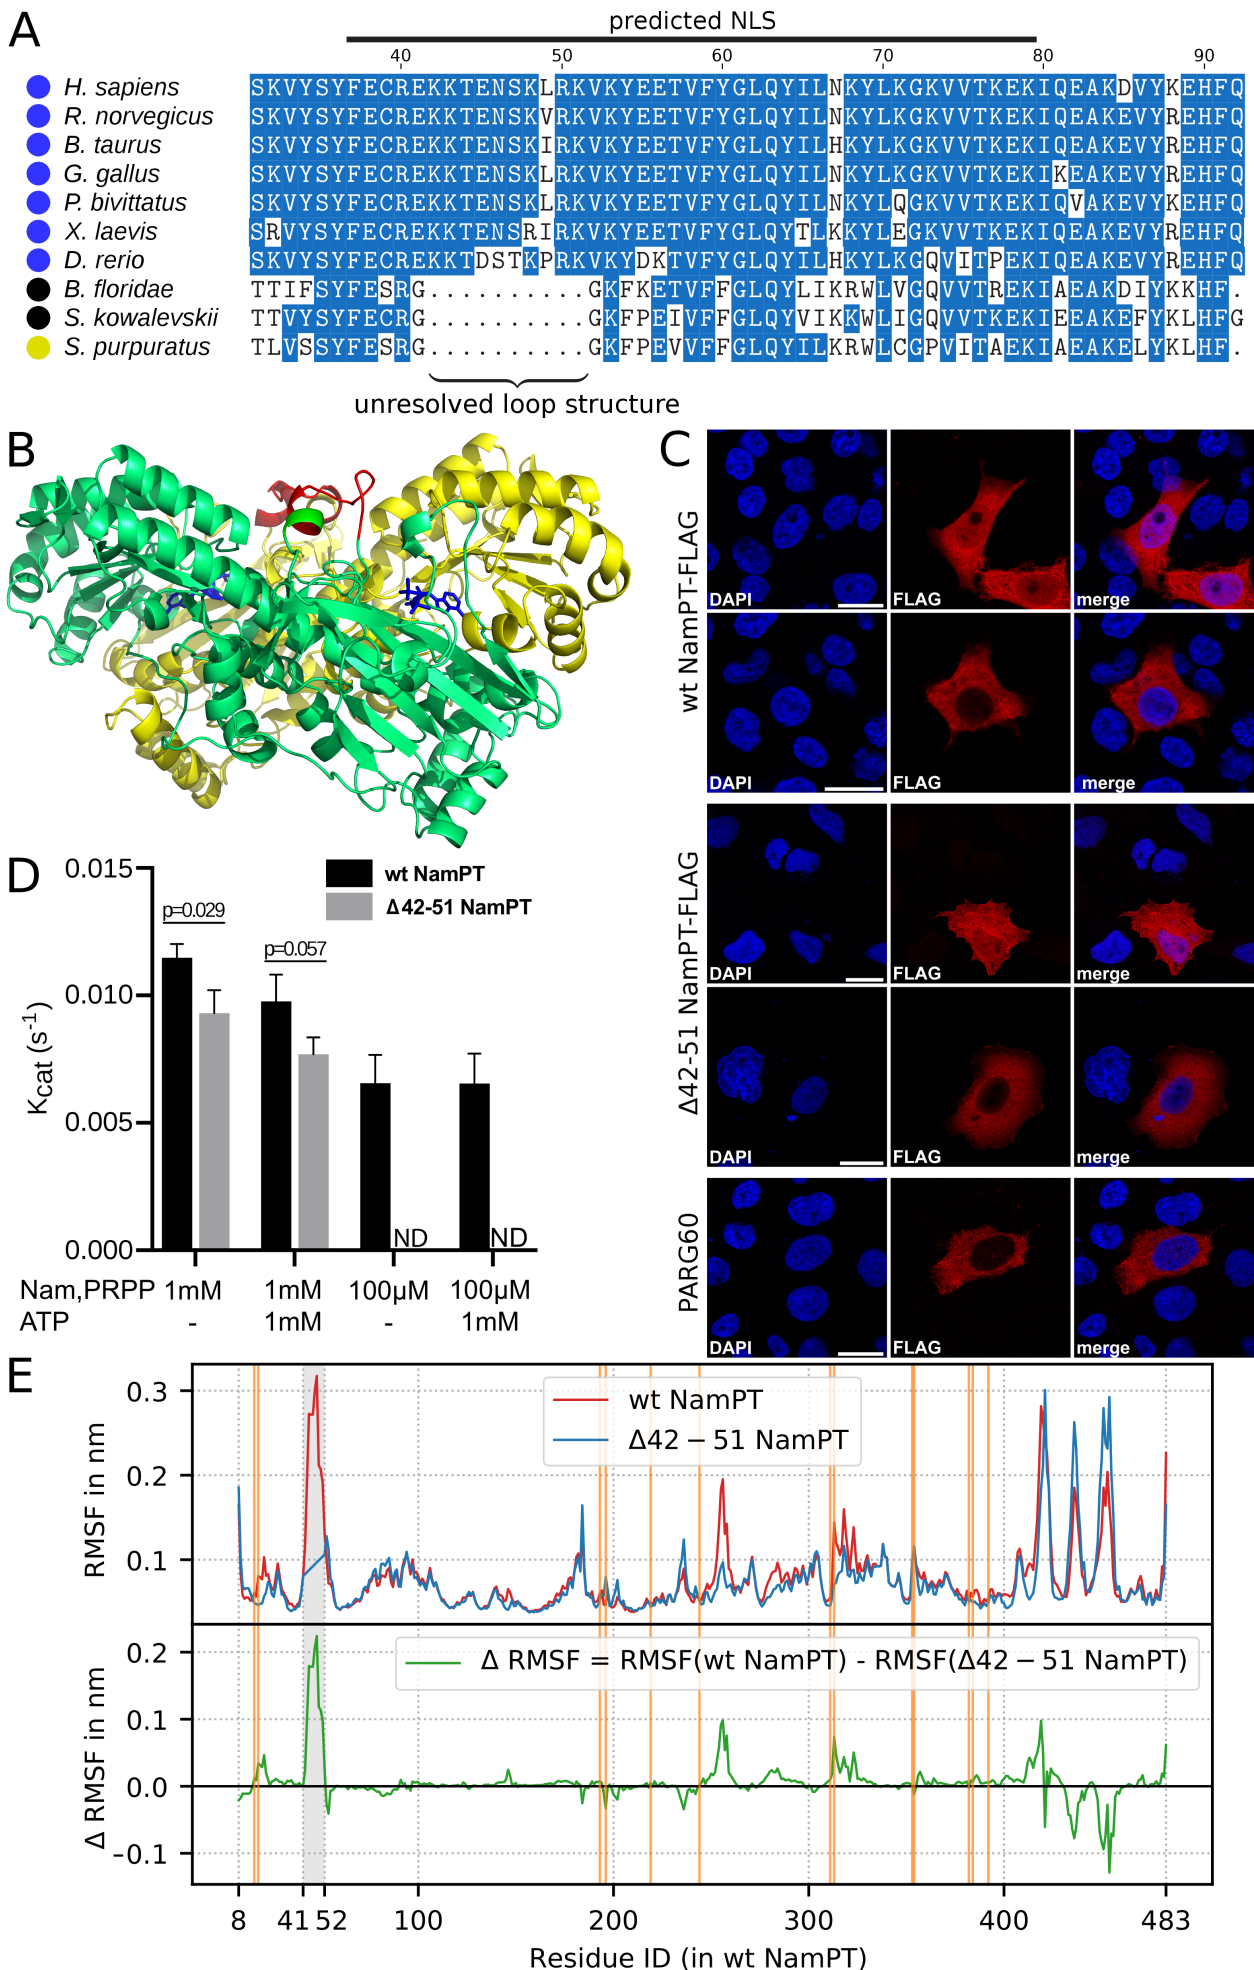 A
predicted NLS
40 50 60 70 80 90
H. sapiens SKVYSYFECREKKTENSKLRKVKYEETVFYGLQYILNKYLKGKVVTKEKIQEAKDVYKEHFQ
R. norvegicus SKVYSYFECREKKTENSKVRKVKYEETVFYGLQYILNKYLKGKVVTKEKIQEAKEVYREHFQ
B. taurus SKVYSYFECREKKTENSKIRKVKYEETVFYGLQYILHKYLKGKVVTKEKIQEAKEVYREHFQ
G. gallus SKVYSYFECREKKTENSKLRKVKYEETVFYGLQYILNKYLKGKVVTKEKIKEAKEVYREHFQ
P. bivittatus SKVYSYFECREKKTENSKLRKVKYEETVFYGLQYILNKYLQGKVVTKEKIQVAKEVYKEHFQ
X. laevis SRVYSYFECREKKTENSRIRKVKYEETVFYGLQYTLKKYLEGKVVTKEKIQEAKEVYREHFQ
D. rerio SKVYSYFECREKKTDSTKPRKVKYDKTVFYGLQYILHKYLKGQVITPEKIQEAKEVYREHFQ
B. floridae TTIFSYFESRG..........GKFKETVFFGLQYLIKRWLVGQVVTREKIAEAKDIYKKHF.
S. kowalevskii TTVYSYFECRG..........GKFPEIVFFGLQYVIKKWLIGQVVTKEKIEEAKEFYKLHFG
S. purpuratus TLVSSYFESRG..........GKFPEVVFFGLQYILKRWLCGPVITAEKIAEAKELYKLHF.
unresolved loop structure
B
C
wt NamPT-FLAG
DAPI FLAG merge
DAPI FLAG merge
Δ42-51 NamPT-FLAG
DAPI FLAG merge
DAPI FLAG merge
PARG60
DAPI FLAG merge
D
wt NamPT
Δ42-51 NamPT
Kcat (s-1)
0.015
0.010
0.005
0.000
p=0.029
p=0.057
ND
ND
Nam,PRPP 1mM 1mM 100µM 100µM
ATP - 1mM - 1mM
E
RMSF in nm
0.3
0.2
0.1
wt NamPT
Δ42 − 51 NamPT
Δ RMSF in nm
0.2
0.1
0.0
-0.1
Δ RMSF = RMSF(wt NamPT) - RMSF(Δ42 − 51 NamPT)
8 41 52 100 200 300 400 483
Residue ID (in wt NamPT)